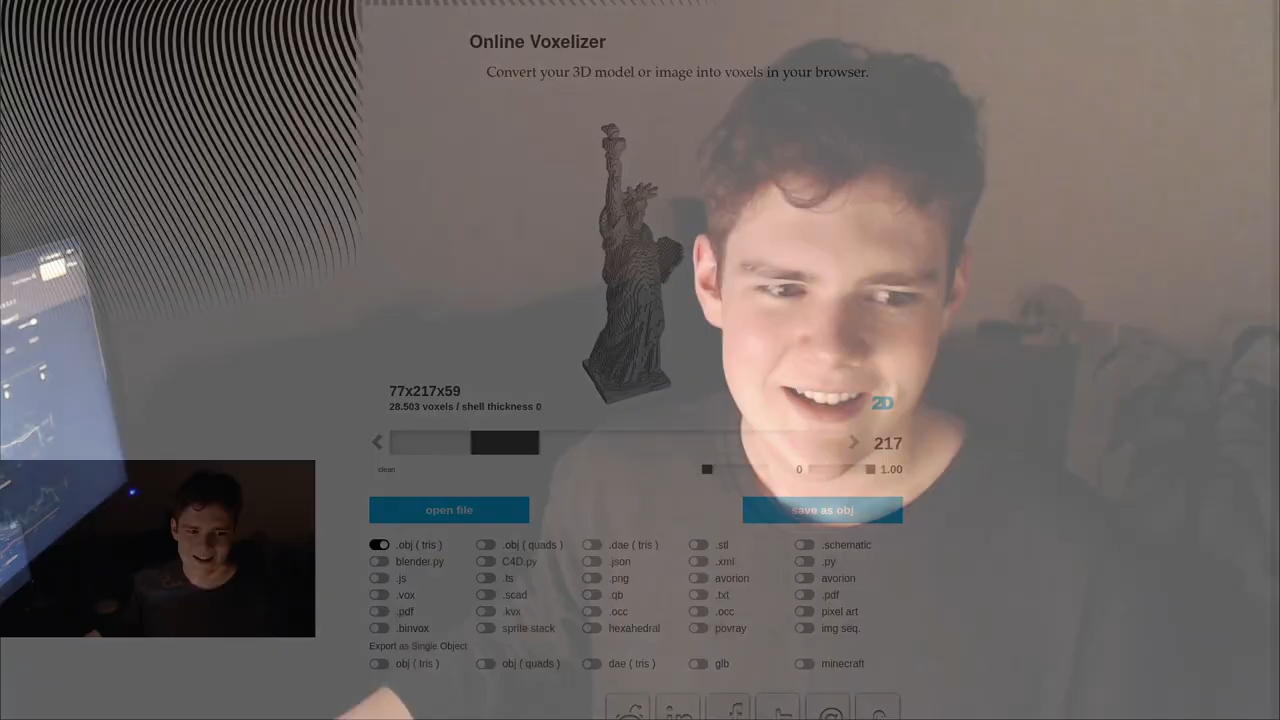 Online Voxelizer
Convert your 3D model or image into voxels in your browser.
77x217x59
28.503 voxels / shell thickness 0
2D
217
clean
0
1.00
open file
save as obj
.obj ( tris )
.obj ( quads )
.dae ( tris )
.stl
.schematic
blender.py
C4D.py
.json
.xml
.py
.js
.ts
.png
avorion
avorion
.vox
.scad
.qb
.txt
.pdf
.pdf
.kvx
.occ
.occ
pixel art
.binvox
sprite stack
hexahedral
povray
img seq.
Export as Single Object
obj ( tris )
obj ( quads )
dae ( tris )
glb
minecraft